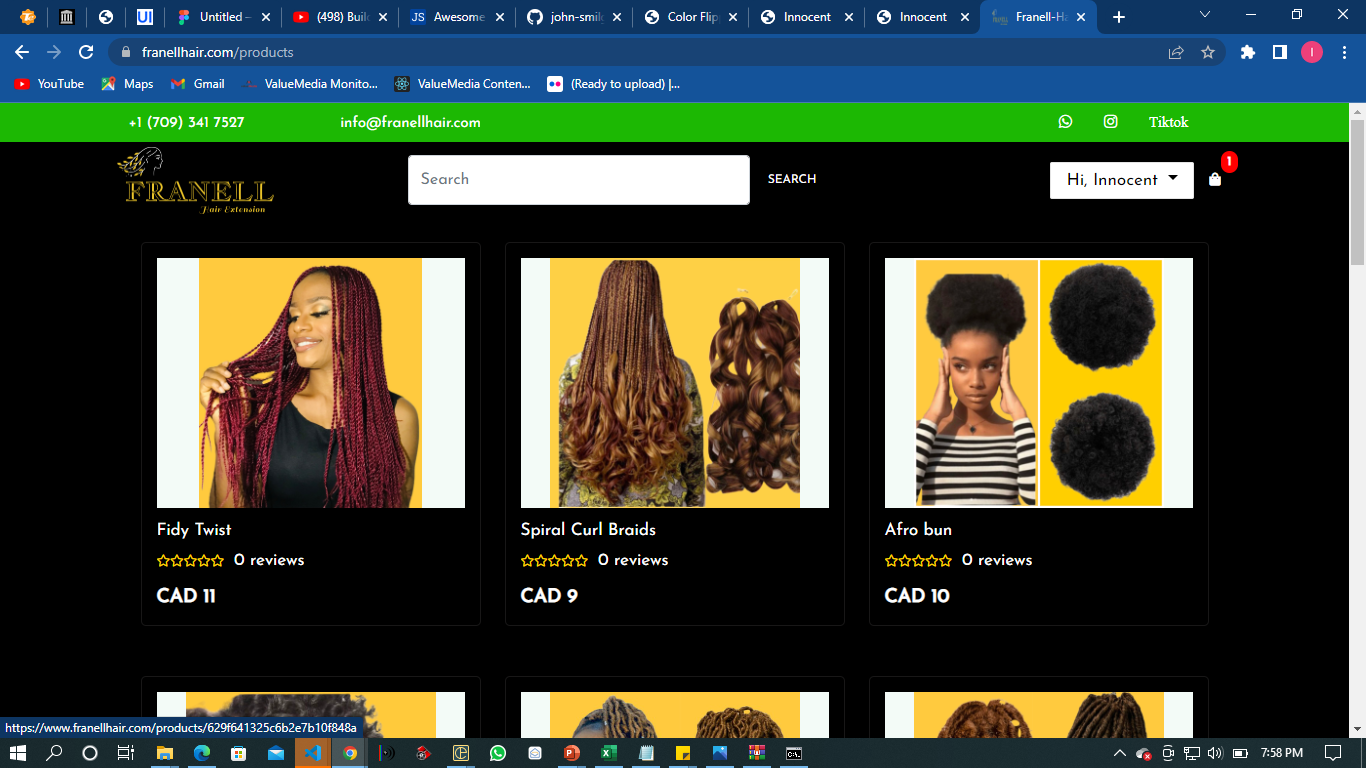 Untitled –
(498) Buil
JS Awesome
john-smilg
Color Flip
Innocent
Innocent
Franell-Ha
franellhair.com/products
I
YouTube
Maps
Gmail
ValueMedia Monito...
ValueMedia Conten...
(Ready to upload) |...
+1 (709) 341 7527
info@franellhair.com
Tiktok
FRANELL
Hair Extension
Search
SEARCH
Hi, Innocent
1
Fidy Twist
0 reviews
CAD 11
Spiral Curl Braids
0 reviews
CAD 9
Afro bun
0 reviews
CAD 10
https://www.franellhair.com/products/629f641325c6b2e7b10f848a
7:58 PM